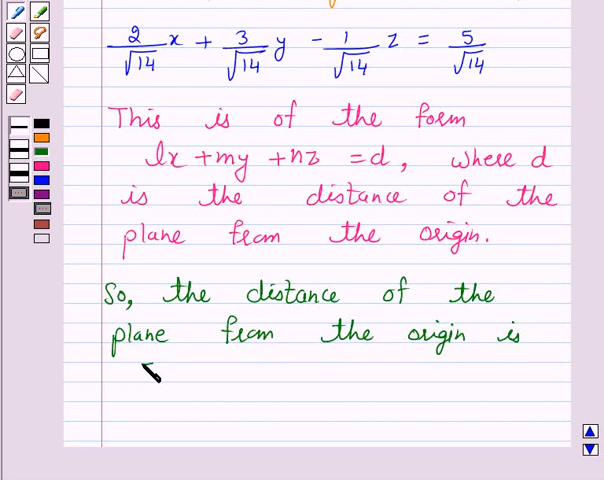 2/√14 x + 3/√14 y - 1/√14 z = 5/√14
This is of the form
lx + my + nz = d, where d
is the distance of the
plane from the origin.
So, the distance of the
plane from the origin is